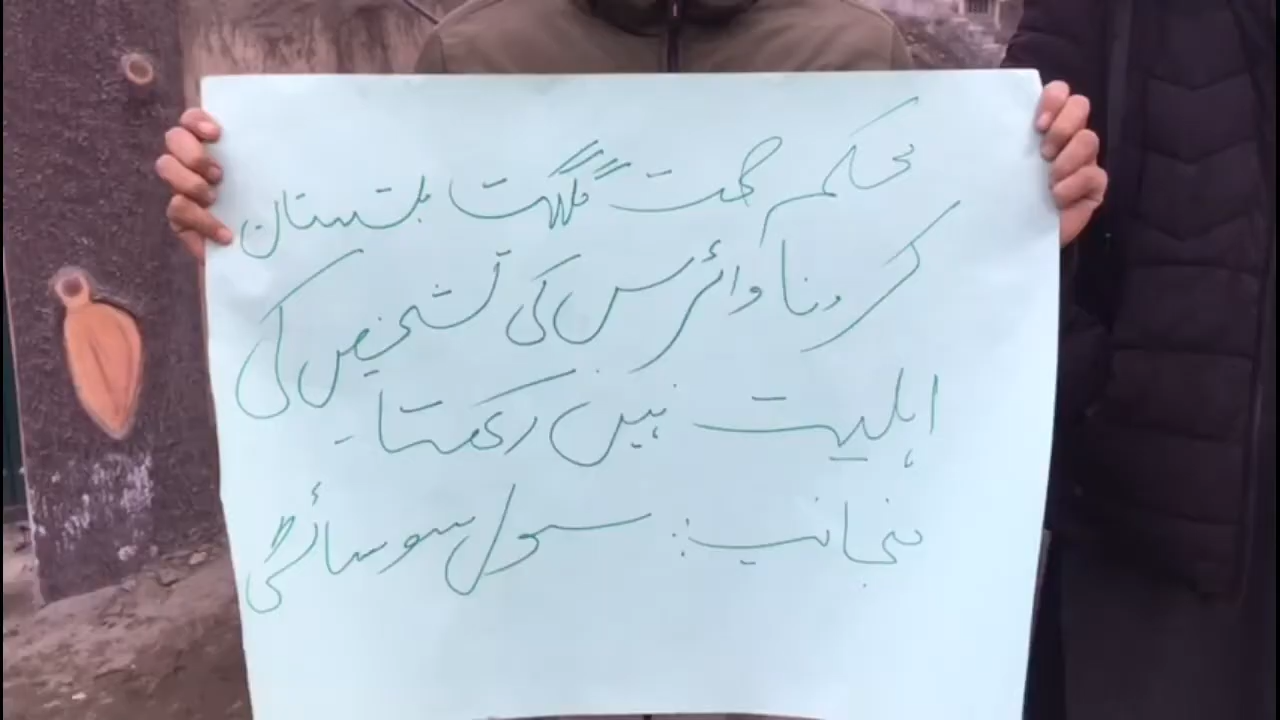 محکمہ صحت گلگت بلتستان
کرونا وائرس کی تشخیص کی
اہلیت نہیں رکھتا۔
منجانب: سول سوسائٹی